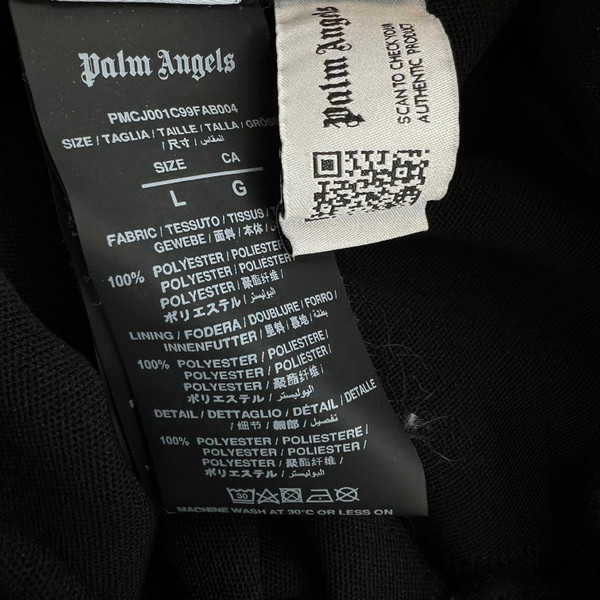 Palm Angels
PMCJ001C99FAB004
SIZE / TAGLIA / TAILLE / TALLA / GRÖSSE
/ 尺寸 / المقاس
SIZE CA
L G
FABRIC / TESSUTO / TISSUS /
GEWEBE / 面料 / 本体 /
100% POLYESTER / POLIESTERE
POLYESTER / POLIÉSTER
POLYESTER / 聚酯纤维 /
ポリエステル / البوليستر
LINING / FODERA / DOUBLURE / FORRO /
INNENFUTTER / 里料 / 裏地 / بطانة
100% POLYESTER / POLIESTERE /
POLYESTER / POLIÉSTER /
POLYESTER / 聚酯纤维 /
ポリエステル / البوليستر
DETAIL / DETTAGLIO / DÉTAIL / DETALLE
/ 细节 / 細部 / تفصيل
100% POLYESTER / POLIESTERE /
POLYESTER / POLIÉSTER /
POLYESTER / 聚酯纤维 /
ポリエステル / البوليستر
30
MACHINE WASH AT 30°C OR LESS ON
Palm Angels
SCAN TO CHECK YOUR
AUTHENTIC PRODUCT